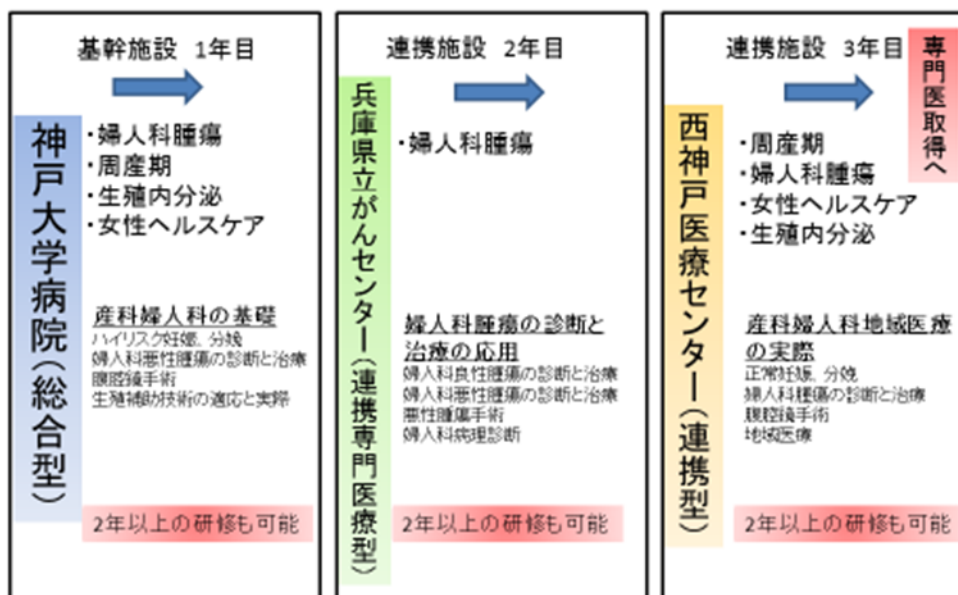 基幹施設 1年目
神戸大学病院(総合型)
・婦人科腫瘍
・周産期
・生殖内分泌
・女性ヘルスケア
産科婦人科の基礎
ハイリスク妊娠、分娩
婦人科悪性腫瘍の診断と治療
腹腔鏡手術
生殖補助技術の適応と実際
2年以上の研修も可能
連携施設 2年目
兵庫県立がんセンター(連携専門医療型)
・婦人科腫瘍
婦人科腫瘍の診断と
治療の応用
婦人科良性腫瘍の診断と治療
婦人科悪性腫瘍の診断と治療
悪性腫瘍手術
婦人科病理診断
2年以上の研修も可能
連携施設 3年目
専門医取得へ
西神戸医療センター(連携型)
・周産期
・婦人科腫瘍
・女性ヘルスケア
・生殖内分泌
産科婦人科地域医療
の実際
正常妊娠、分娩
婦人科腫瘍の診断と治療
腹腔鏡手術
地域医療
2年以上の研修も可能